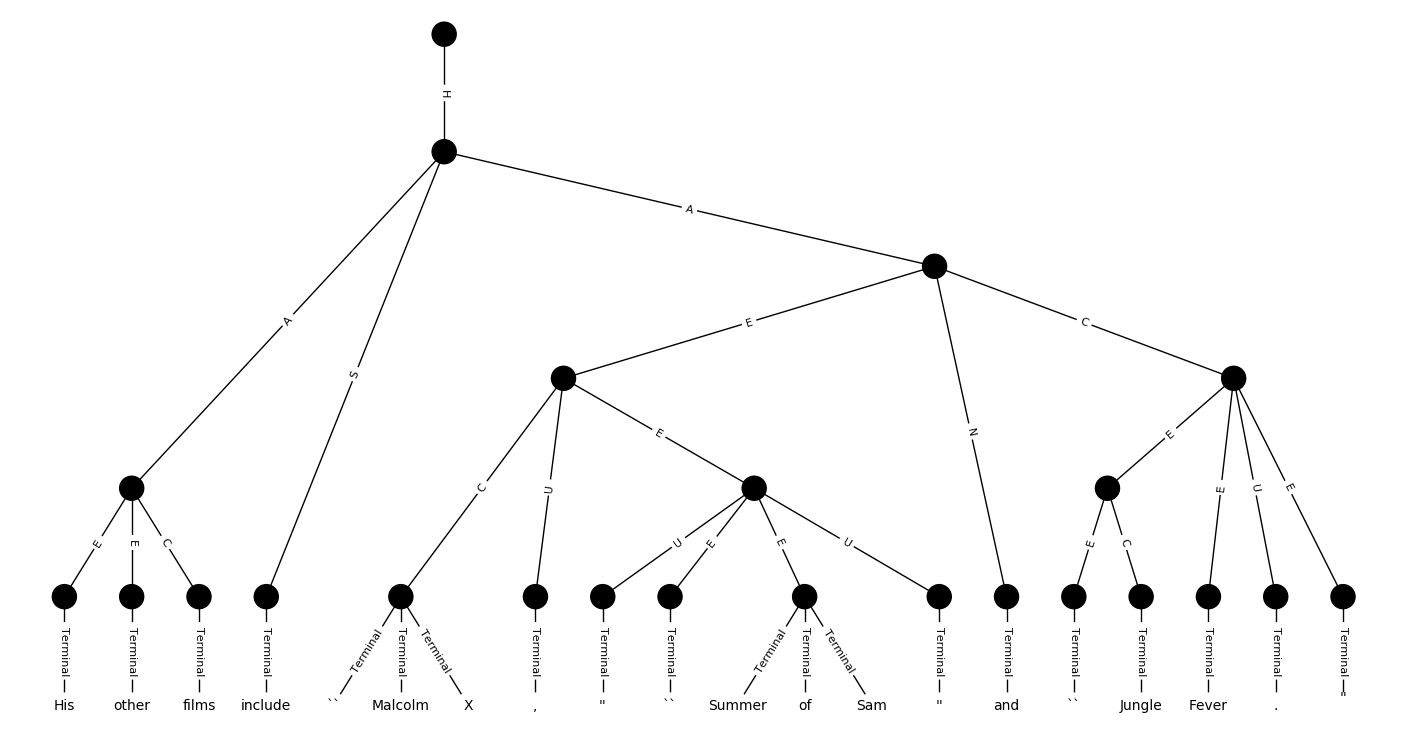 H
A
A
E
C
S
E
C
E
N
E
C
U
E
E
U
E
E
E
C
U
E
E
U
E
C
Terminal Terminal Terminal Terminal Terminal Terminal Terminal Terminal Terminal Terminal Terminal Terminal Terminal Terminal Terminal Terminal Terminal Terminal Terminal Terminal
His other films include `` Malcolm X , " `` Summer of Sam " and `` Jungle Fever . "